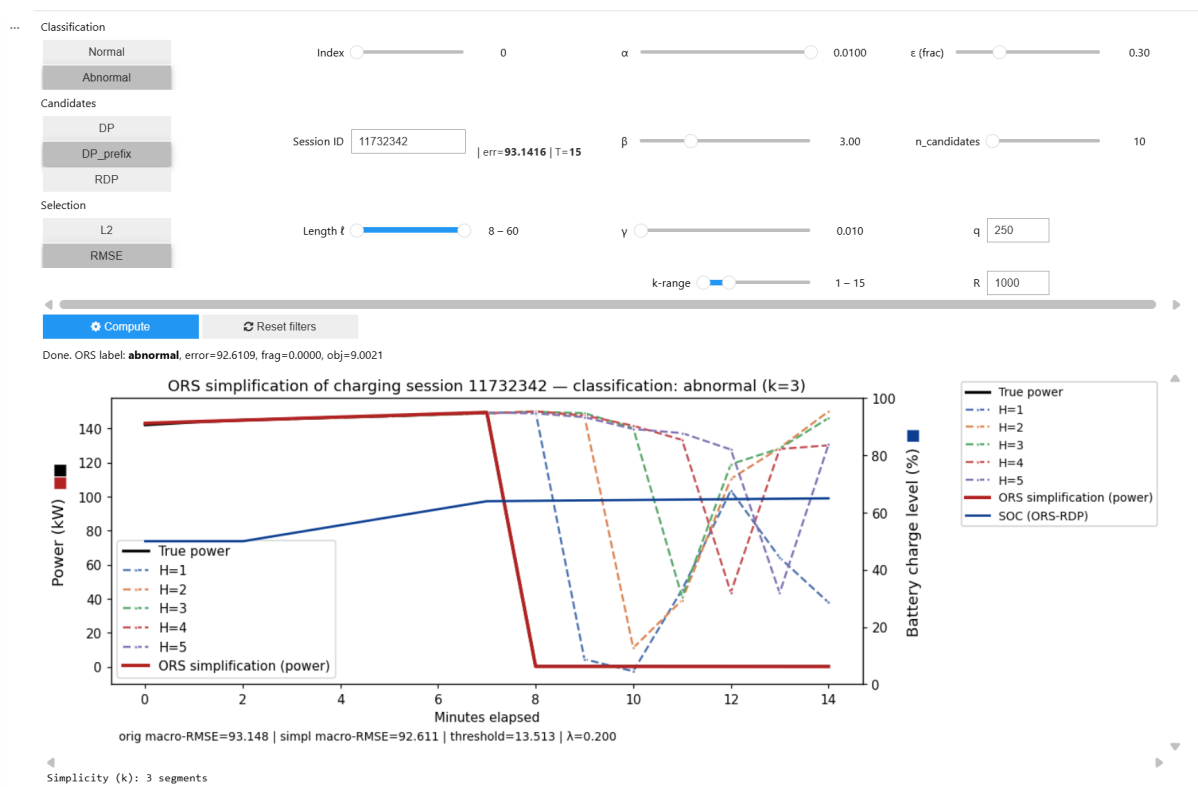 ...
Classification
Normal
Abnormal
Candidates
DP
DP_prefix
RDP
Selection
L2
RMSE
Index 0
α 0.0100
ε (frac) 0.30
Session ID 11732342 | err=93.1416 | T=15
β 3.00
n_candidates 10
Length ℓ 8 – 60
γ 0.010
q 250
k-range 1 – 15
R 1000
Compute
Reset filters
Done. ORS label: abnormal, error=92.6109, frag=0.0000, obj=9.0021
ORS simplification of charging session 11732342 — classification: abnormal (k=3)
Power (kW)
140
120
100
80
60
40
20
0
True power
H=1
H=2
H=3
H=4
H=5
ORS simplification (power)
0 2 4 6 8 10 12 14
Minutes elapsed
100
80
60
40
20
0
Battery charge level (%)
True power
H=1
H=2
H=3
H=4
H=5
ORS simplification (power)
SOC (ORS-RDP)
orig macro-RMSE=93.148 | simpl macro-RMSE=92.611 | threshold=13.513 | λ=0.200
Simplicity (k): 3 segments